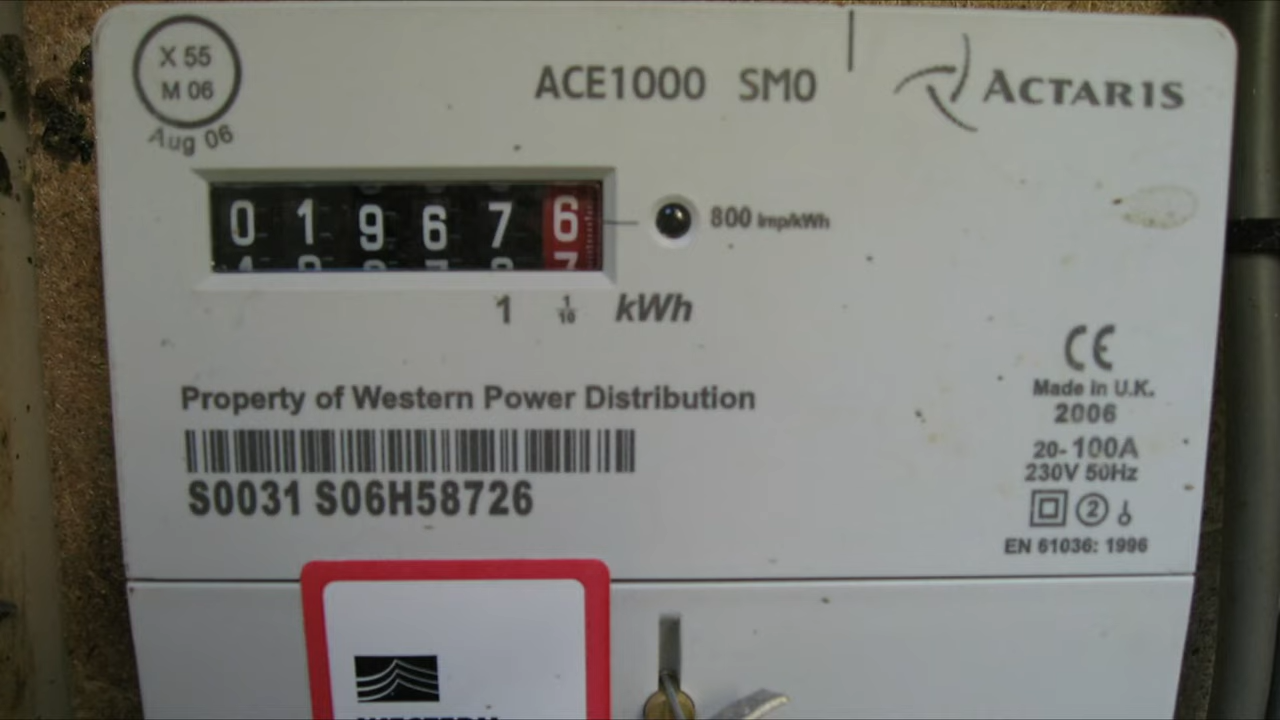 X 55
M 06
Aug 06
ACE1000 SM0
ACTARIS
0 1 9 6 7 6
800 imp/kWh
1 1/10 kWh
Property of Western Power Distribution
S0031 S06H58726
CE
Made in U.K.
2006
20-100A
230V 50Hz
2
EN 61036: 1996
WESTERN